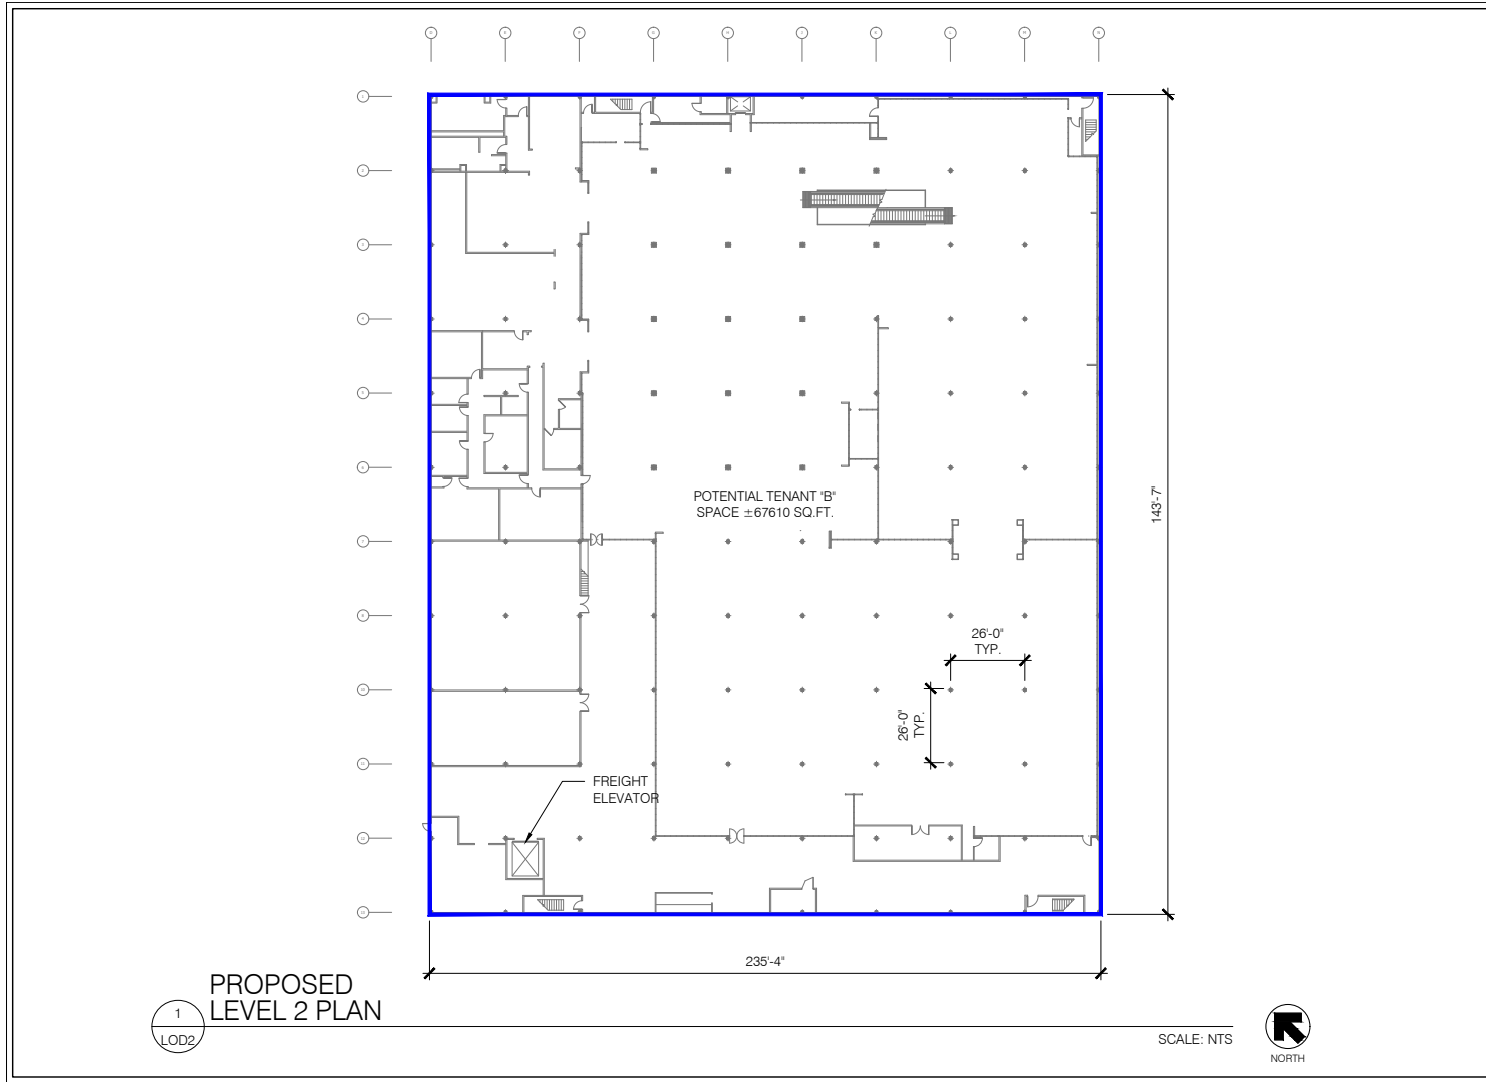 POTENTIAL TENANT "B"
SPACE ±67610 SQ.FT.
143'-7"
26'-0"
TYP.
26'-0"
TYP.
FREIGHT
ELEVATOR
235'-4"
PROPOSED
LEVEL 2 PLAN
1
LOD2
SCALE: NTS
NORTH